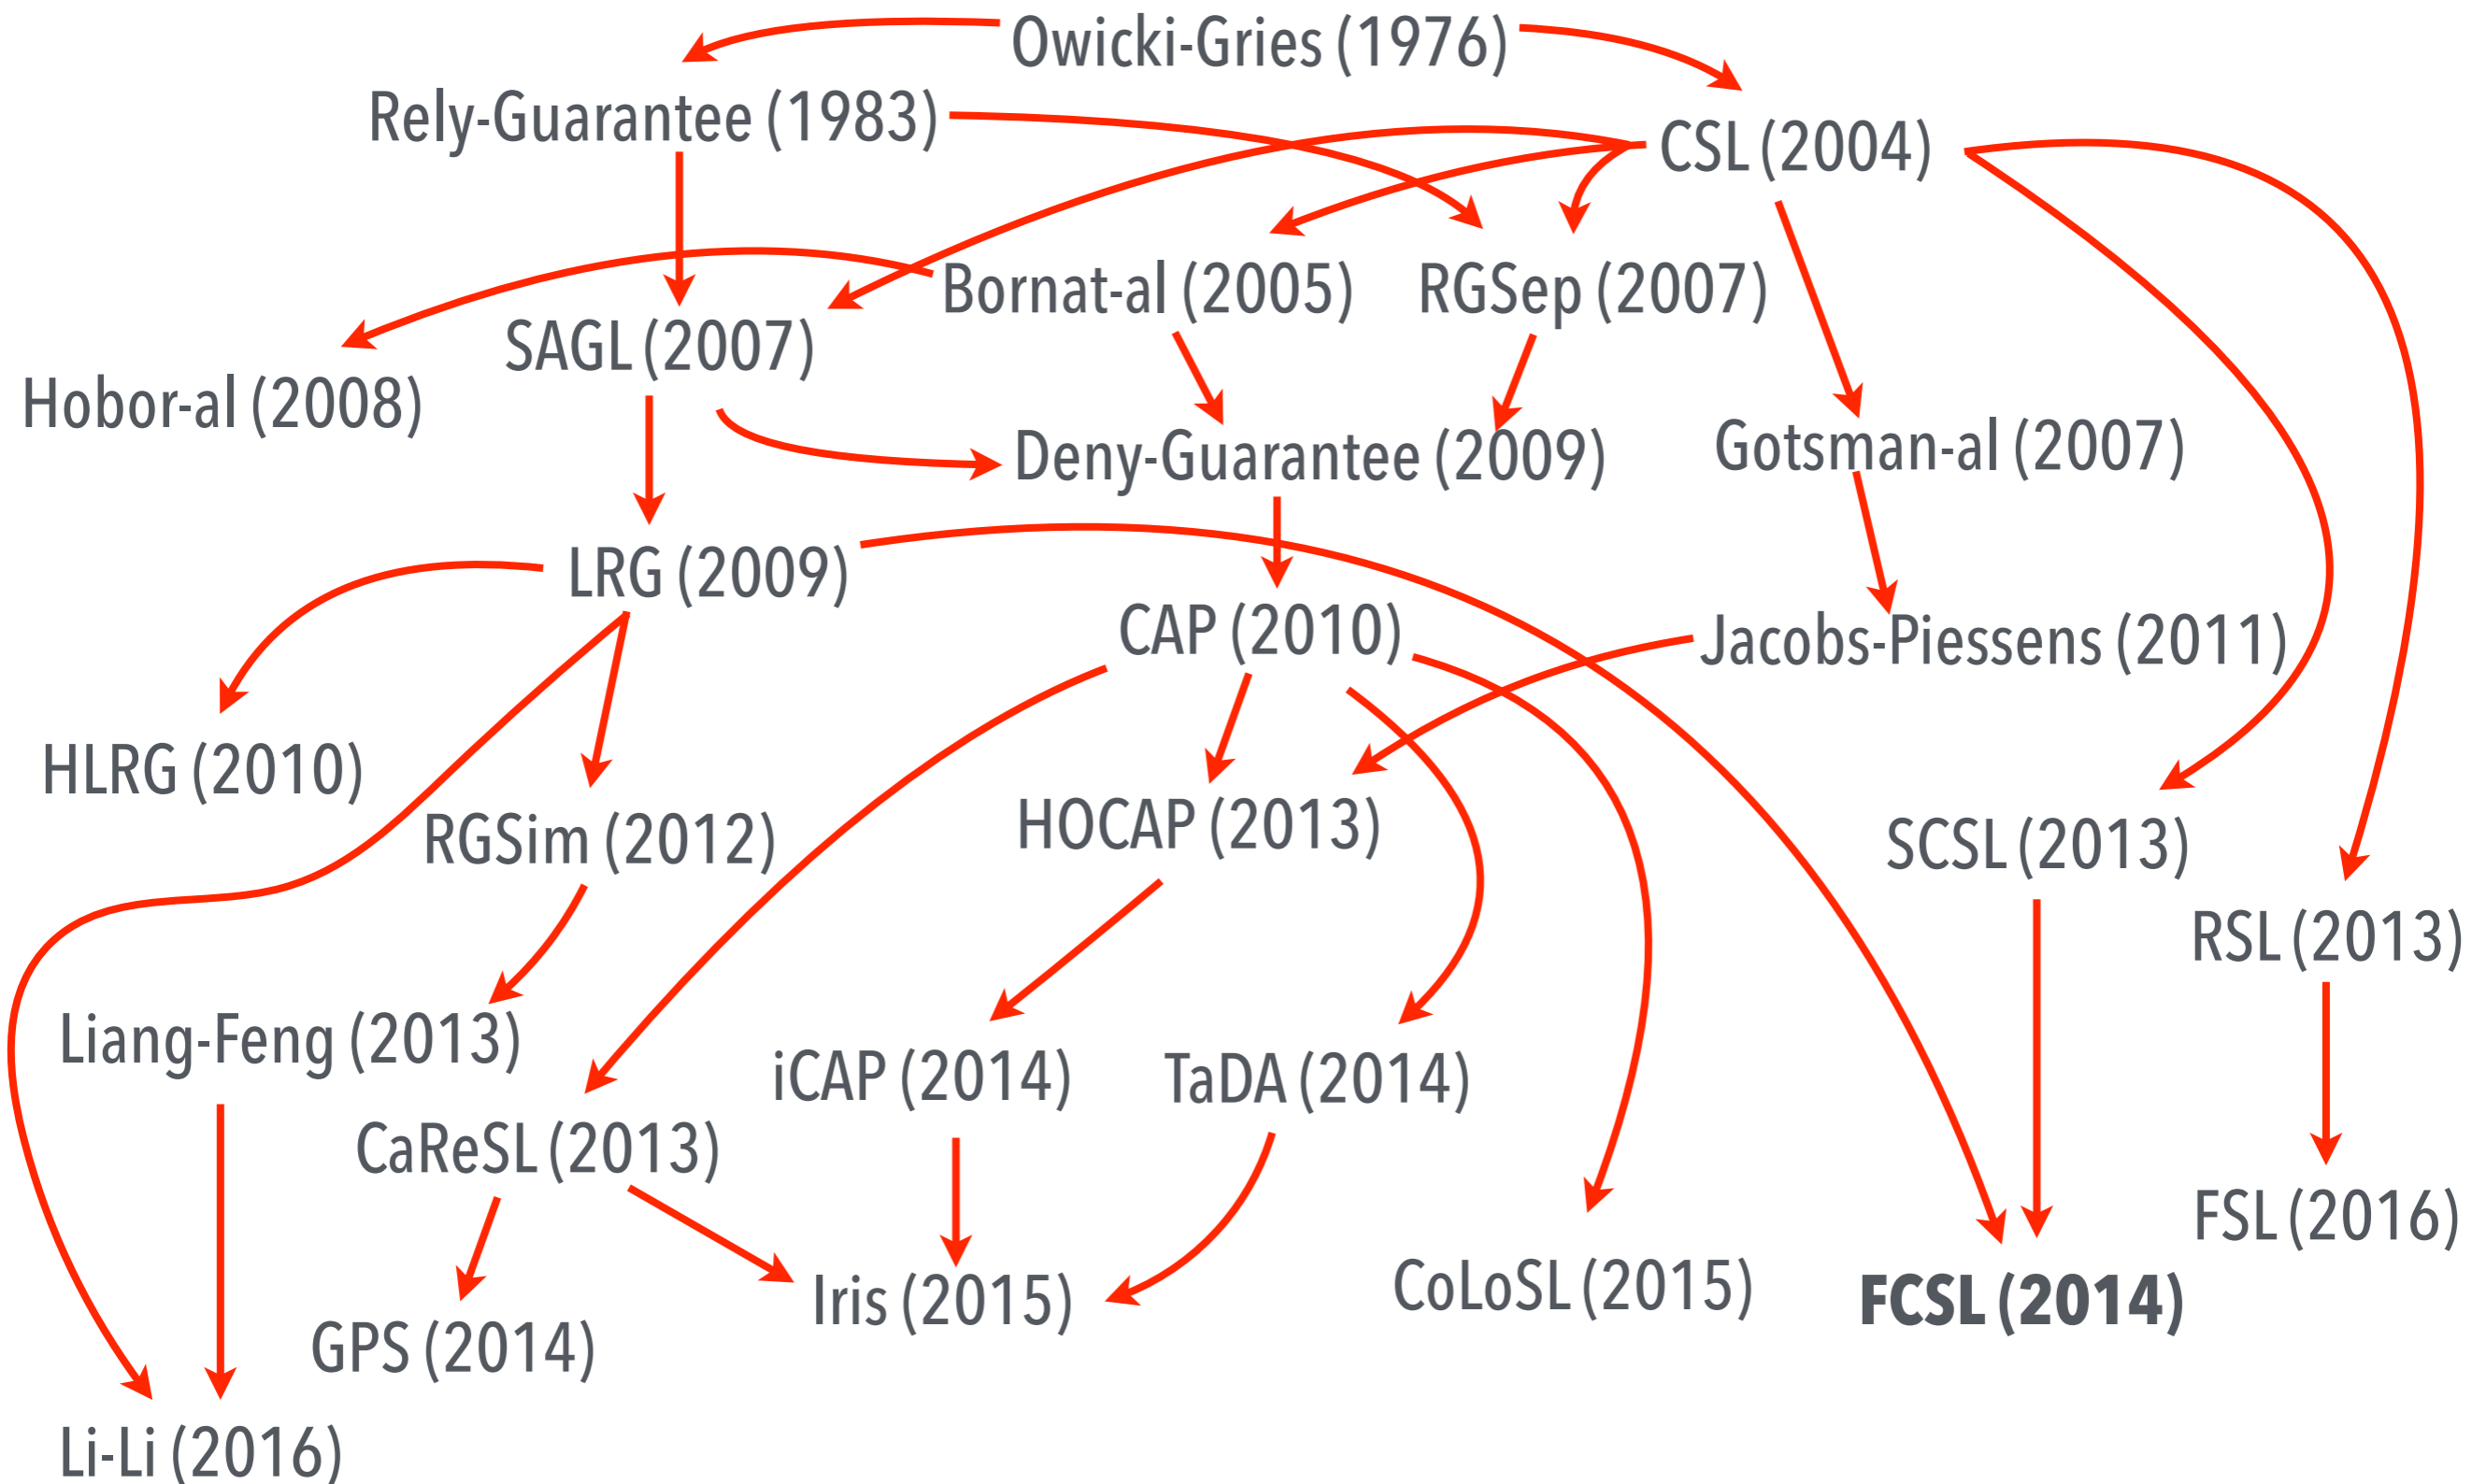 Owicki-Gries (1976)
Rely-Guarantee (1983)
CSL (2004)
Bornat-al (2005)
RGSep (2007)
SAGL (2007)
Hobor-al (2008)
Deny-Guarantee (2009)
Gotsman-al (2007)
LRG (2009)
CAP (2010)
Jacobs-Piessens (2011)
HLRG (2010)
RGSim (2012)
HOCAP (2013)
SCSL (2013)
RSL (2013)
Liang-Feng (2013)
iCAP (2014)
TaDA (2014)
CaReSL (2013)
FSL (2016)
CoLoSL (2015)
Iris (2015)
FCSL (2014)
GPS (2014)
Li-Li (2016)